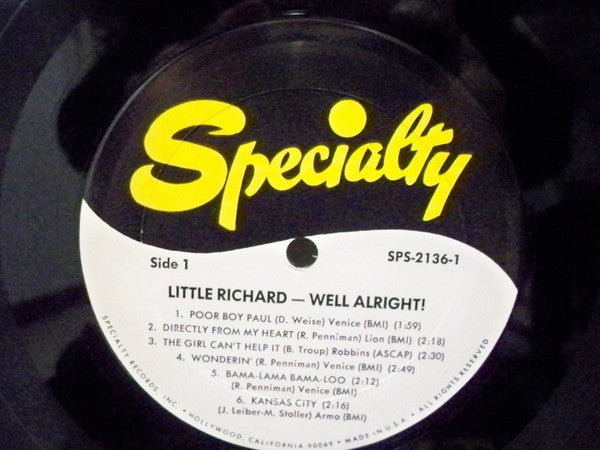 Specialty
Side 1
SPS-2136-1
LITTLE RICHARD — WELL ALRIGHT!
1. POOR BOY PAUL (D. Weise) Venice (BMI) (1:59)
2. DIRECTLY FROM MY HEART (R. Penniman) Lion (BMI) (2:18)
3. THE GIRL CAN'T HELP IT (B. Troup) Robbins (ASCAP) (2:30)
4. WONDERIN' (R. Penniman) Venice (BMI) (2:49)
5. BAMA-LAMA BAMA-LOO (2:12)
(R. Penniman) Venice (BMI)
6. KANSAS CITY (2:16)
(J. Leiber-M. Stoller) Armo (BMI)
SPECIALTY RECORDS, INC. • HOLLYWOOD, CALIFORNIA 90069 • MADE IN U.S.A. • ALL RIGHTS RESERVED